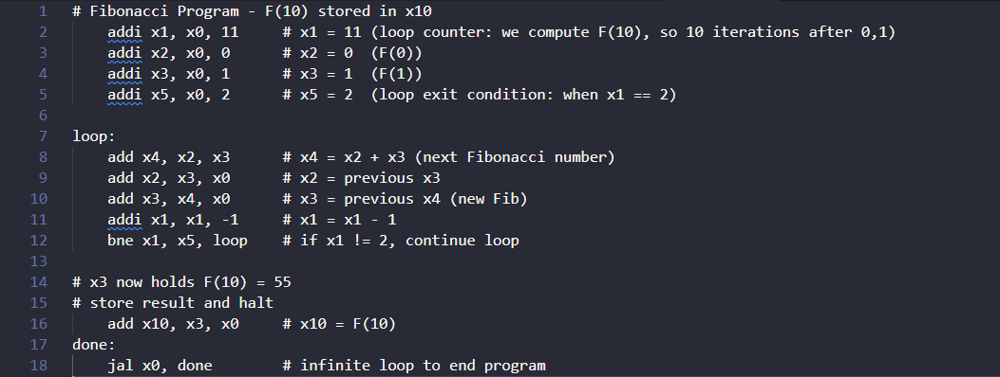 1 # Fibonacci Program - F(10) stored in x10
2 addi x1, x0, 11 # x1 = 11 (loop counter: we compute F(10), so 10 iterations after 0,1)
3 addi x2, x0, 0 # x2 = 0 (F(0))
4 addi x3, x0, 1 # x3 = 1 (F(1))
5 addi x5, x0, 2 # x5 = 2 (loop exit condition: when x1 == 2)
6
7 loop:
8 add x4, x2, x3 # x4 = x2 + x3 (next Fibonacci number)
9 add x2, x3, x0 # x2 = previous x3
10 add x3, x4, x0 # x3 = previous x4 (new Fib)
11 addi x1, x1, -1 # x1 = x1 - 1
12 bne x1, x5, loop # if x1 != 2, continue loop
13
14 # x3 now holds F(10) = 55
15 # store result and halt
16 add x10, x3, x0 # x10 = F(10)
17 done:
18 jal x0, done # infinite loop to end program